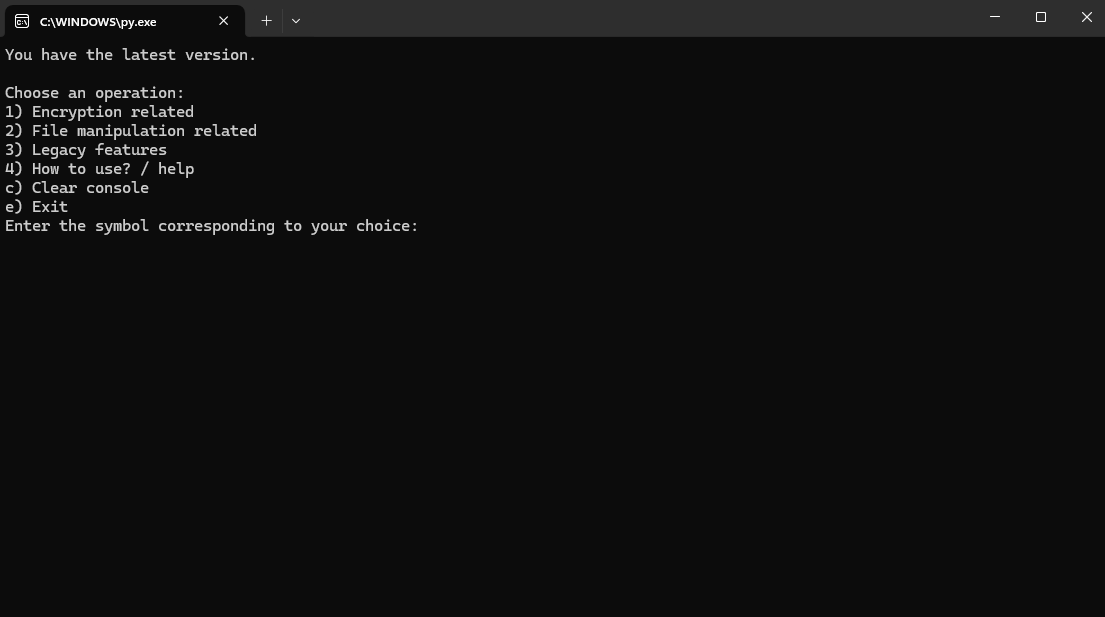 C:\WINDOWS\py.exe
You have the latest version.
Choose an operation:
1) Encryption related
2) File manipulation related
3) Legacy features
4) How to use? / help
c) Clear console
e) Exit
Enter the symbol corresponding to your choice: